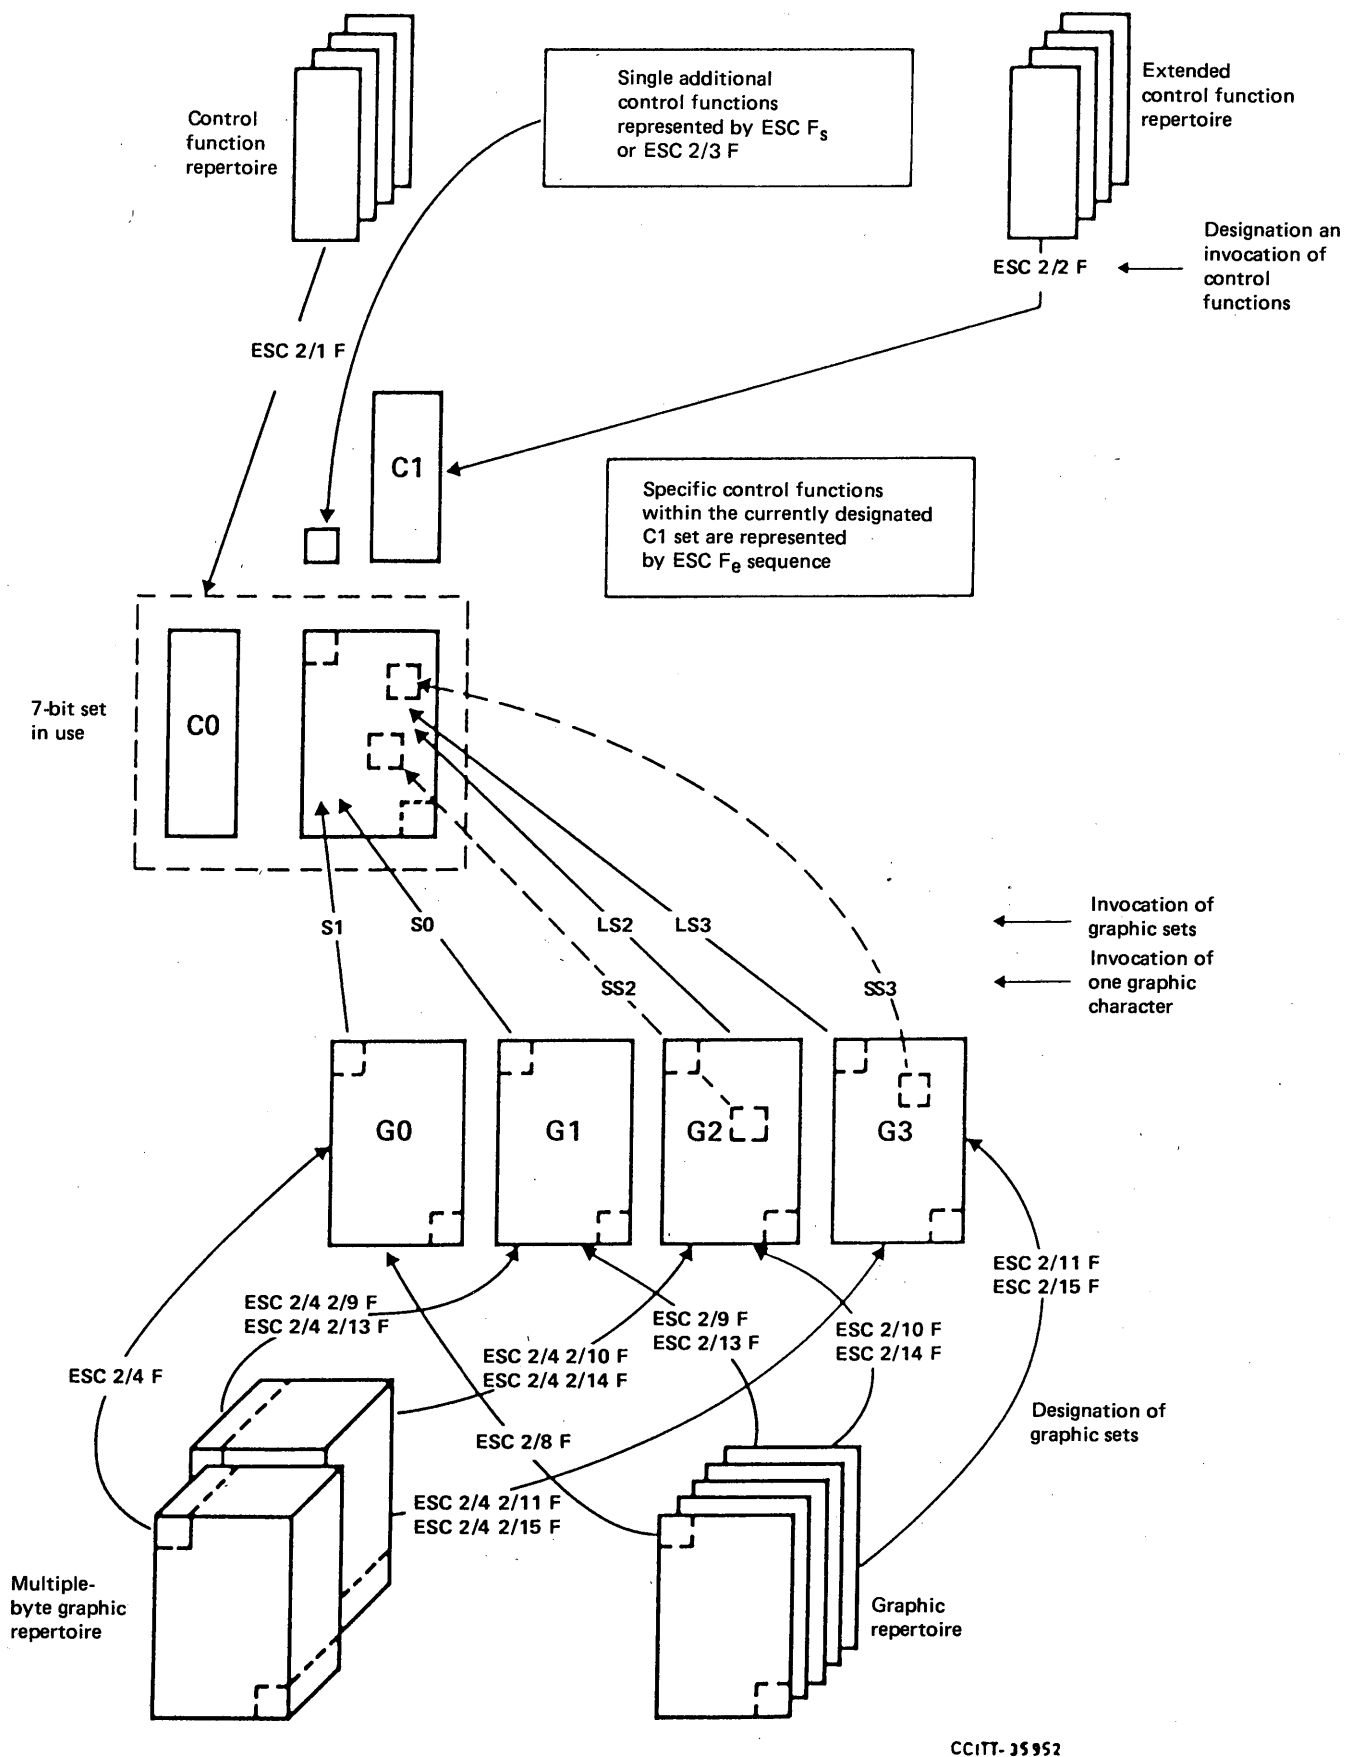 Control
function
repertoire
Single additional
control functions
represented by ESC Fs
or ESC 2/3 F
Extended
control function
repertoire
Designation an
invocation of
control
functions
ESC 2/2 F
ESC 2/1 F
C1
Specific control functions
within the currently designated
C1 set are represented
by ESC Fe sequence
7-bit set
in use
C0
S1
S0
LS2
LS3
SS2
SS3
Invocation of
graphic sets
Invocation of
one graphic
character
G0
G1
G2
G3
ESC 2/11 F
ESC 2/15 F
ESC 2/4 2/9 F
ESC 2/4 2/13 F
ESC 2/9 F
ESC 2/13 F
ESC 2/10 F
ESC 2/14 F
ESC 2/4 2/10 F
ESC 2/4 2/14 F
ESC 2/4 F
ESC 2/8 F
Designation of
graphic sets
ESC 2/4 2/11 F
ESC 2/4 2/15 F
Multiple-
byte graphic
repertoire
Graphic
repertoire
CCITT-35952